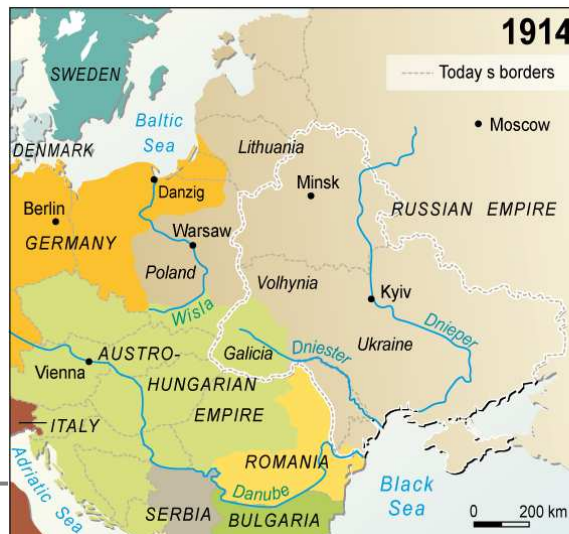 1914
Today s borders
SWEDEN
Moscow
Baltic
Sea
DENMARK
Lithuania
Danzig
Minsk
Berlin
RUSSIAN EMPIRE
GERMANY
Warsaw
Poland
Volhynia
Kyiv
Wisla
Dnieper
Galicia
Dniester
Ukraine
AUSTRO-
Vienna
HUNGARIAN
EMPIRE
ITALY
ROMANIA
Adriatic Sea
Danube
Black
Sea
SERBIA
BULGARIA
0 200 km